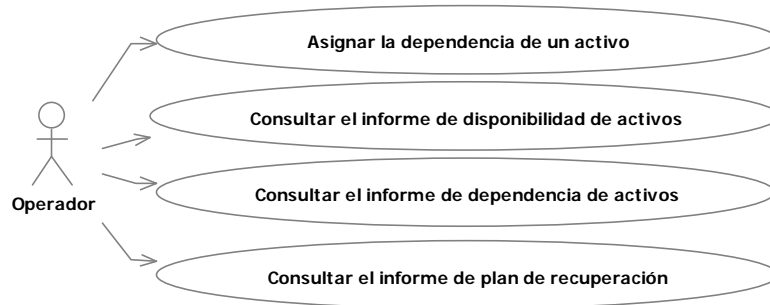 Asignar la dependencia de un activo
Consultar el informe de disponibilidad de activos
Consultar el informe de dependencia de activos
Operador
Consultar el informe de plan de recuperación